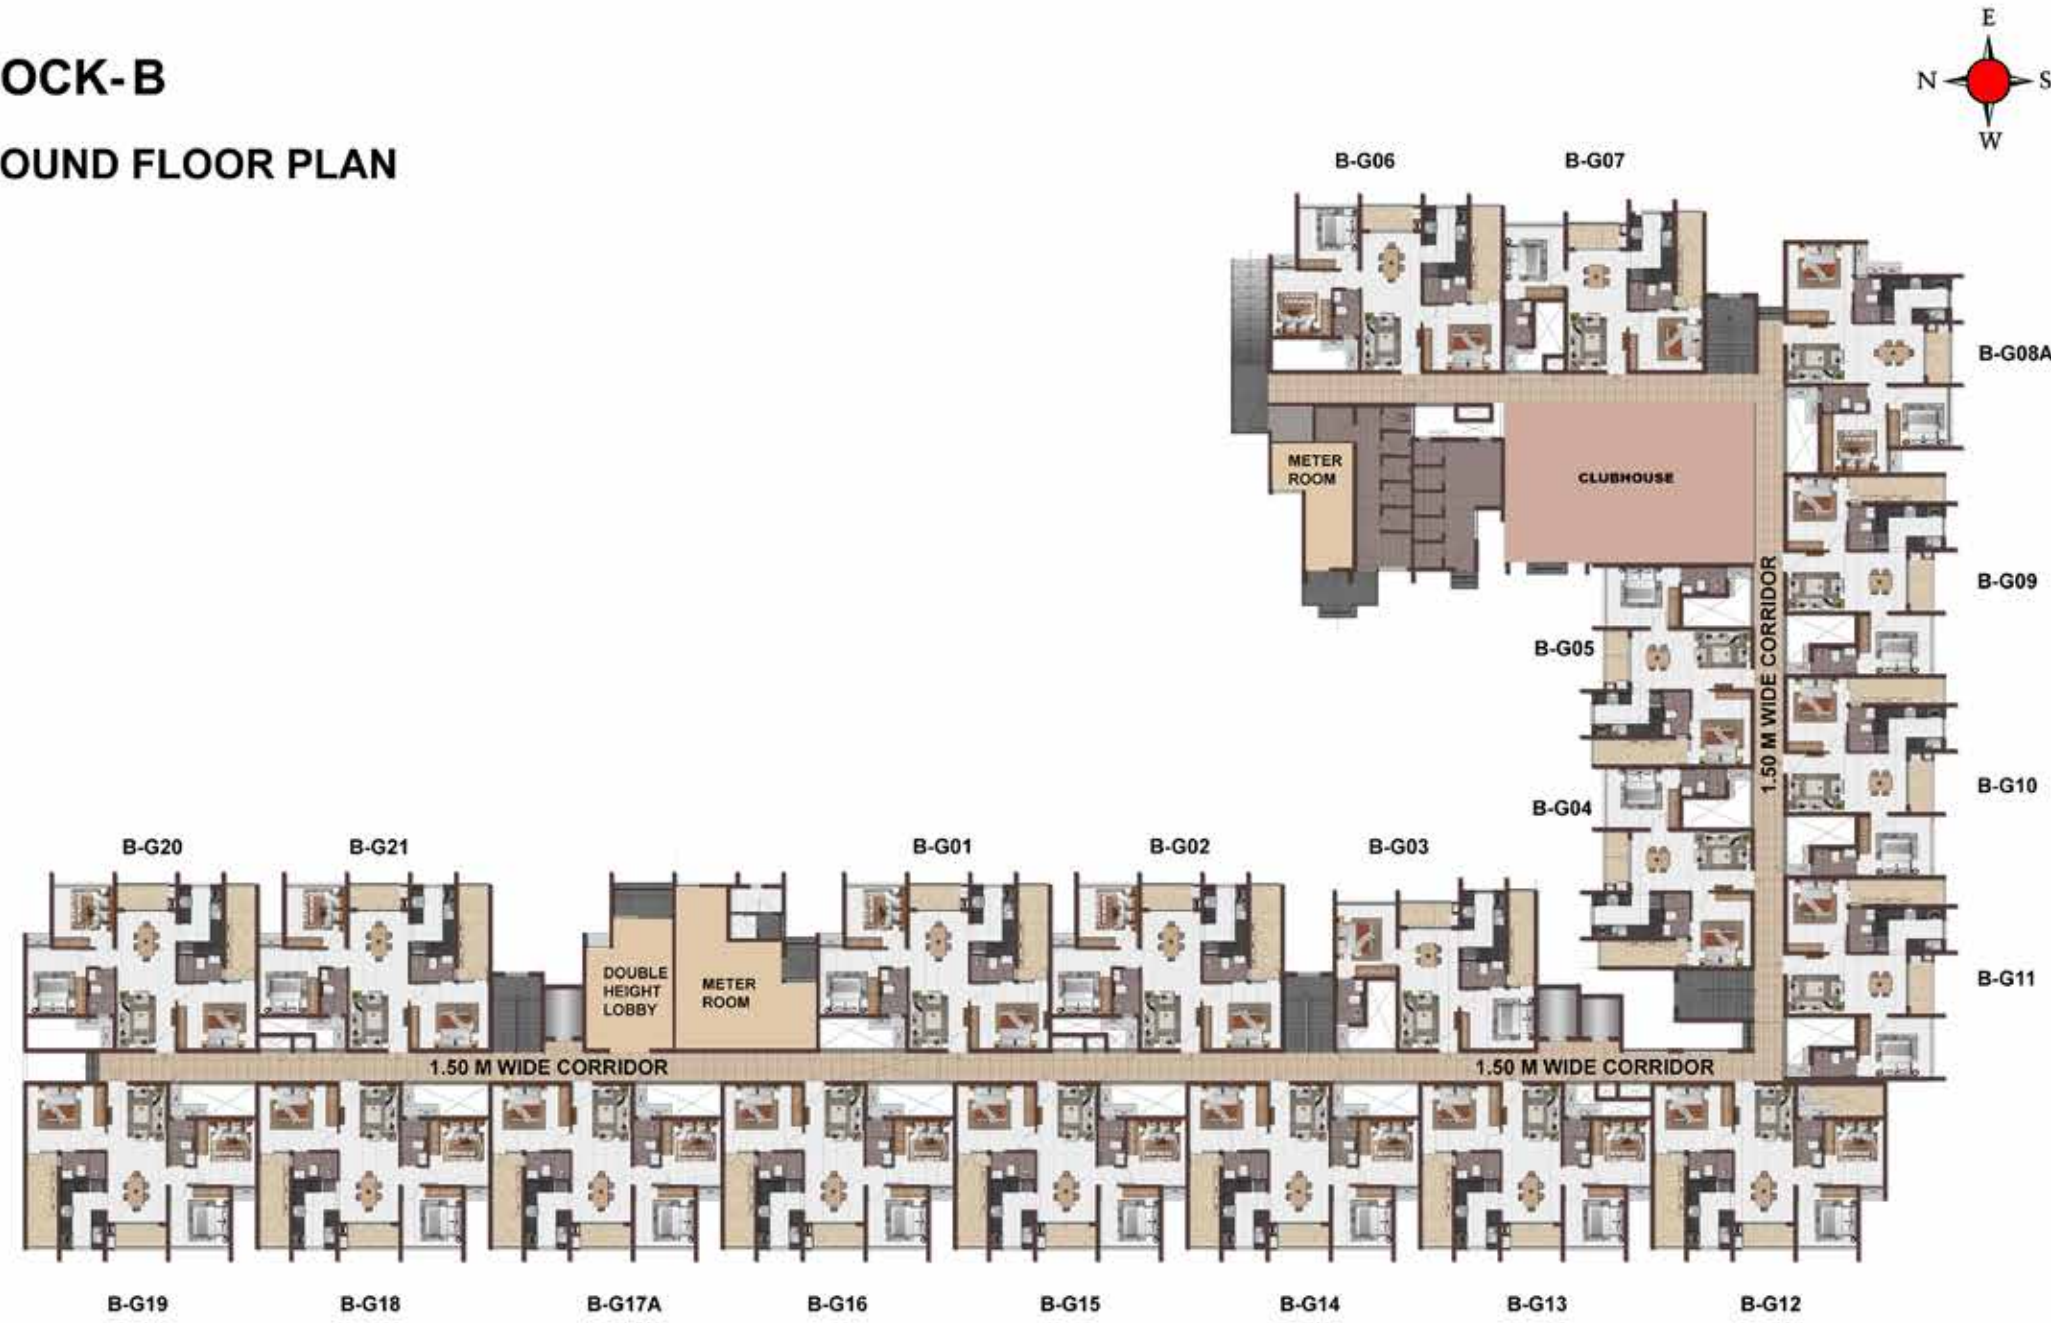 E
OCK-B
N S
W
OUND FLOOR PLAN
B-G06 B-G07
B-G08A
METER
ROOM
CLUBHOUSE
B-G09
1.50 M WIDE CORRIDOR
B-G05
B-G10
B-G04
B-G20 B-G21 B-G01 B-G02 B-G03
B-G11
DOUBLE
HEIGHT
LOBBY
METER
ROOM
1.50 M WIDE CORRIDOR 1.50 M WIDE CORRIDOR
B-G19 B-G18 B-G17A B-G16 B-G15 B-G14 B-G13 B-G12